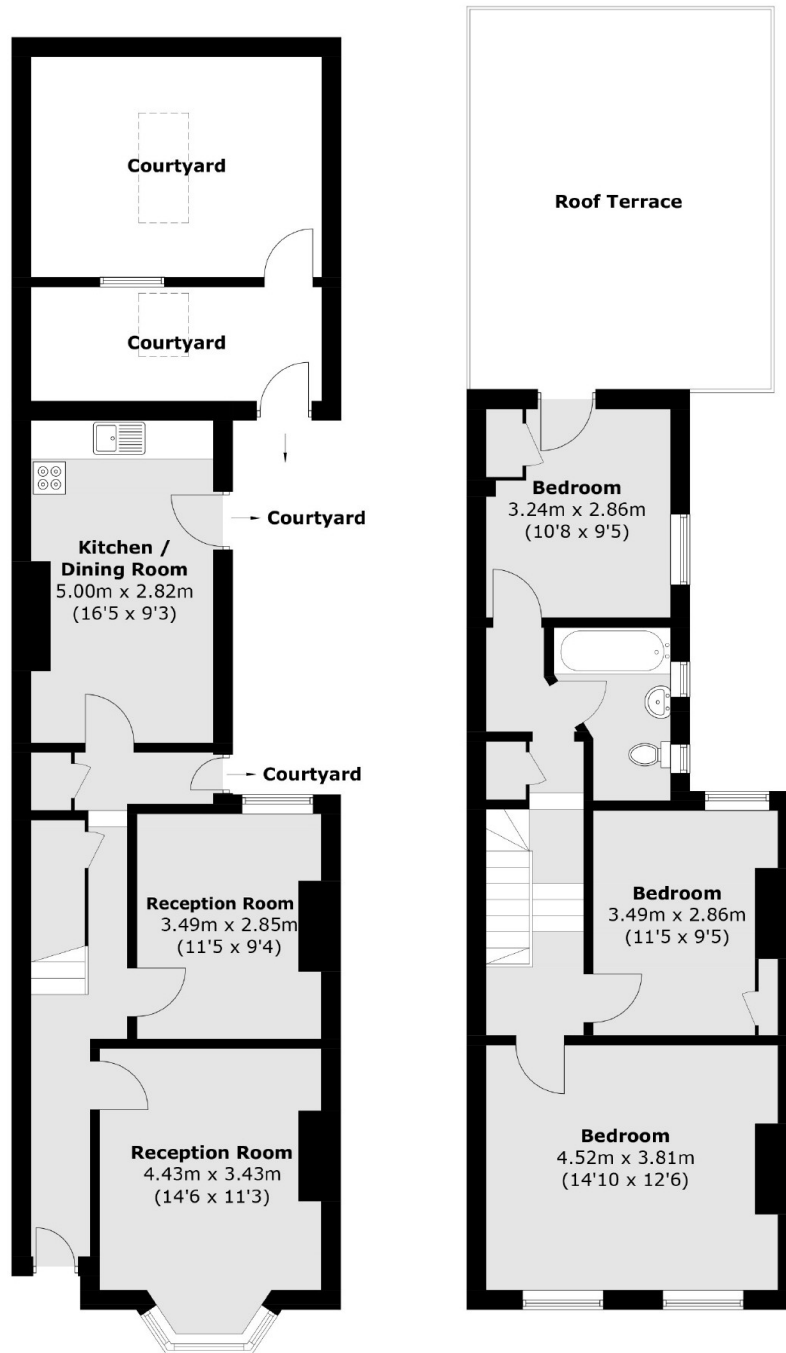 Courtyard
Courtyard
Courtyard
Kitchen /
Dining Room
5.00m x 2.82m
(16'5 x 9'3)
Courtyard
Reception Room
3.49m x 2.85m
(11'5 x 9'4)
Reception Room
4.43m x 3.43m
(14'6 x 11'3)
Roof Terrace
Bedroom
3.24m x 2.86m
(10'8 x 9'5)
Bedroom
3.49m x 2.86m
(11'5 x 9'5)
Bedroom
4.52m x 3.81m
(14'10 x 12'6)